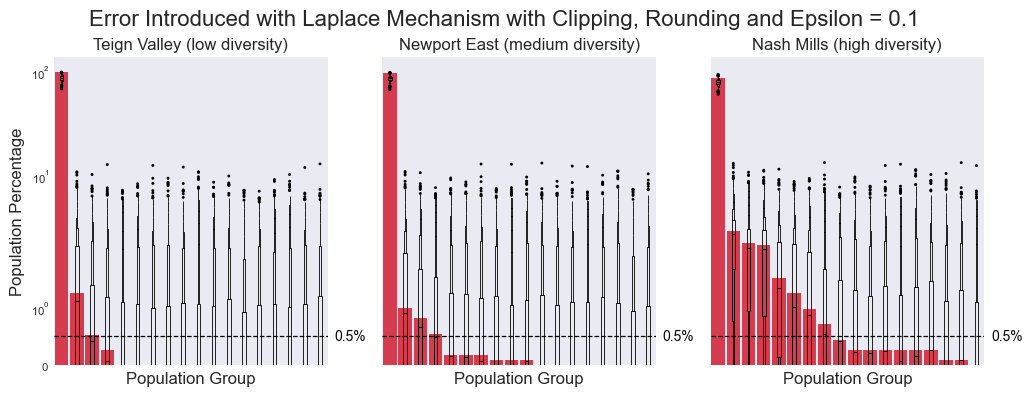 Error Introduced with Laplace Mechanism with Clipping, Rounding and Epsilon = 0.1
Teign Valley (low diversity)
Newport East (medium diversity)
Nash Mills (high diversity)
Population Percentage
10²
10¹
10⁰
0
0.5%
0.5%
0.5%
Population Group
Population Group
Population Group